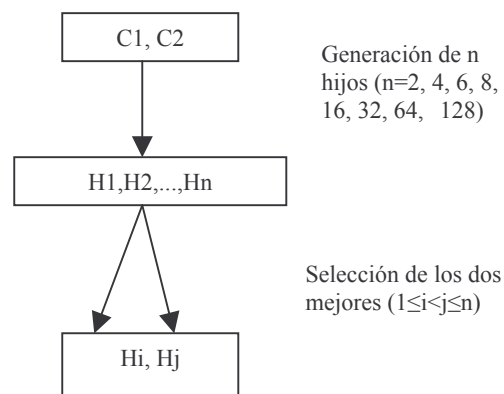 C1, C2
Generación de n
hijos (n=2, 4, 6, 8,
16, 32, 64, 128)
H1,H2,...,Hn
Selección de los dos
mejores (1≤i<j≤n)
Hi, Hj